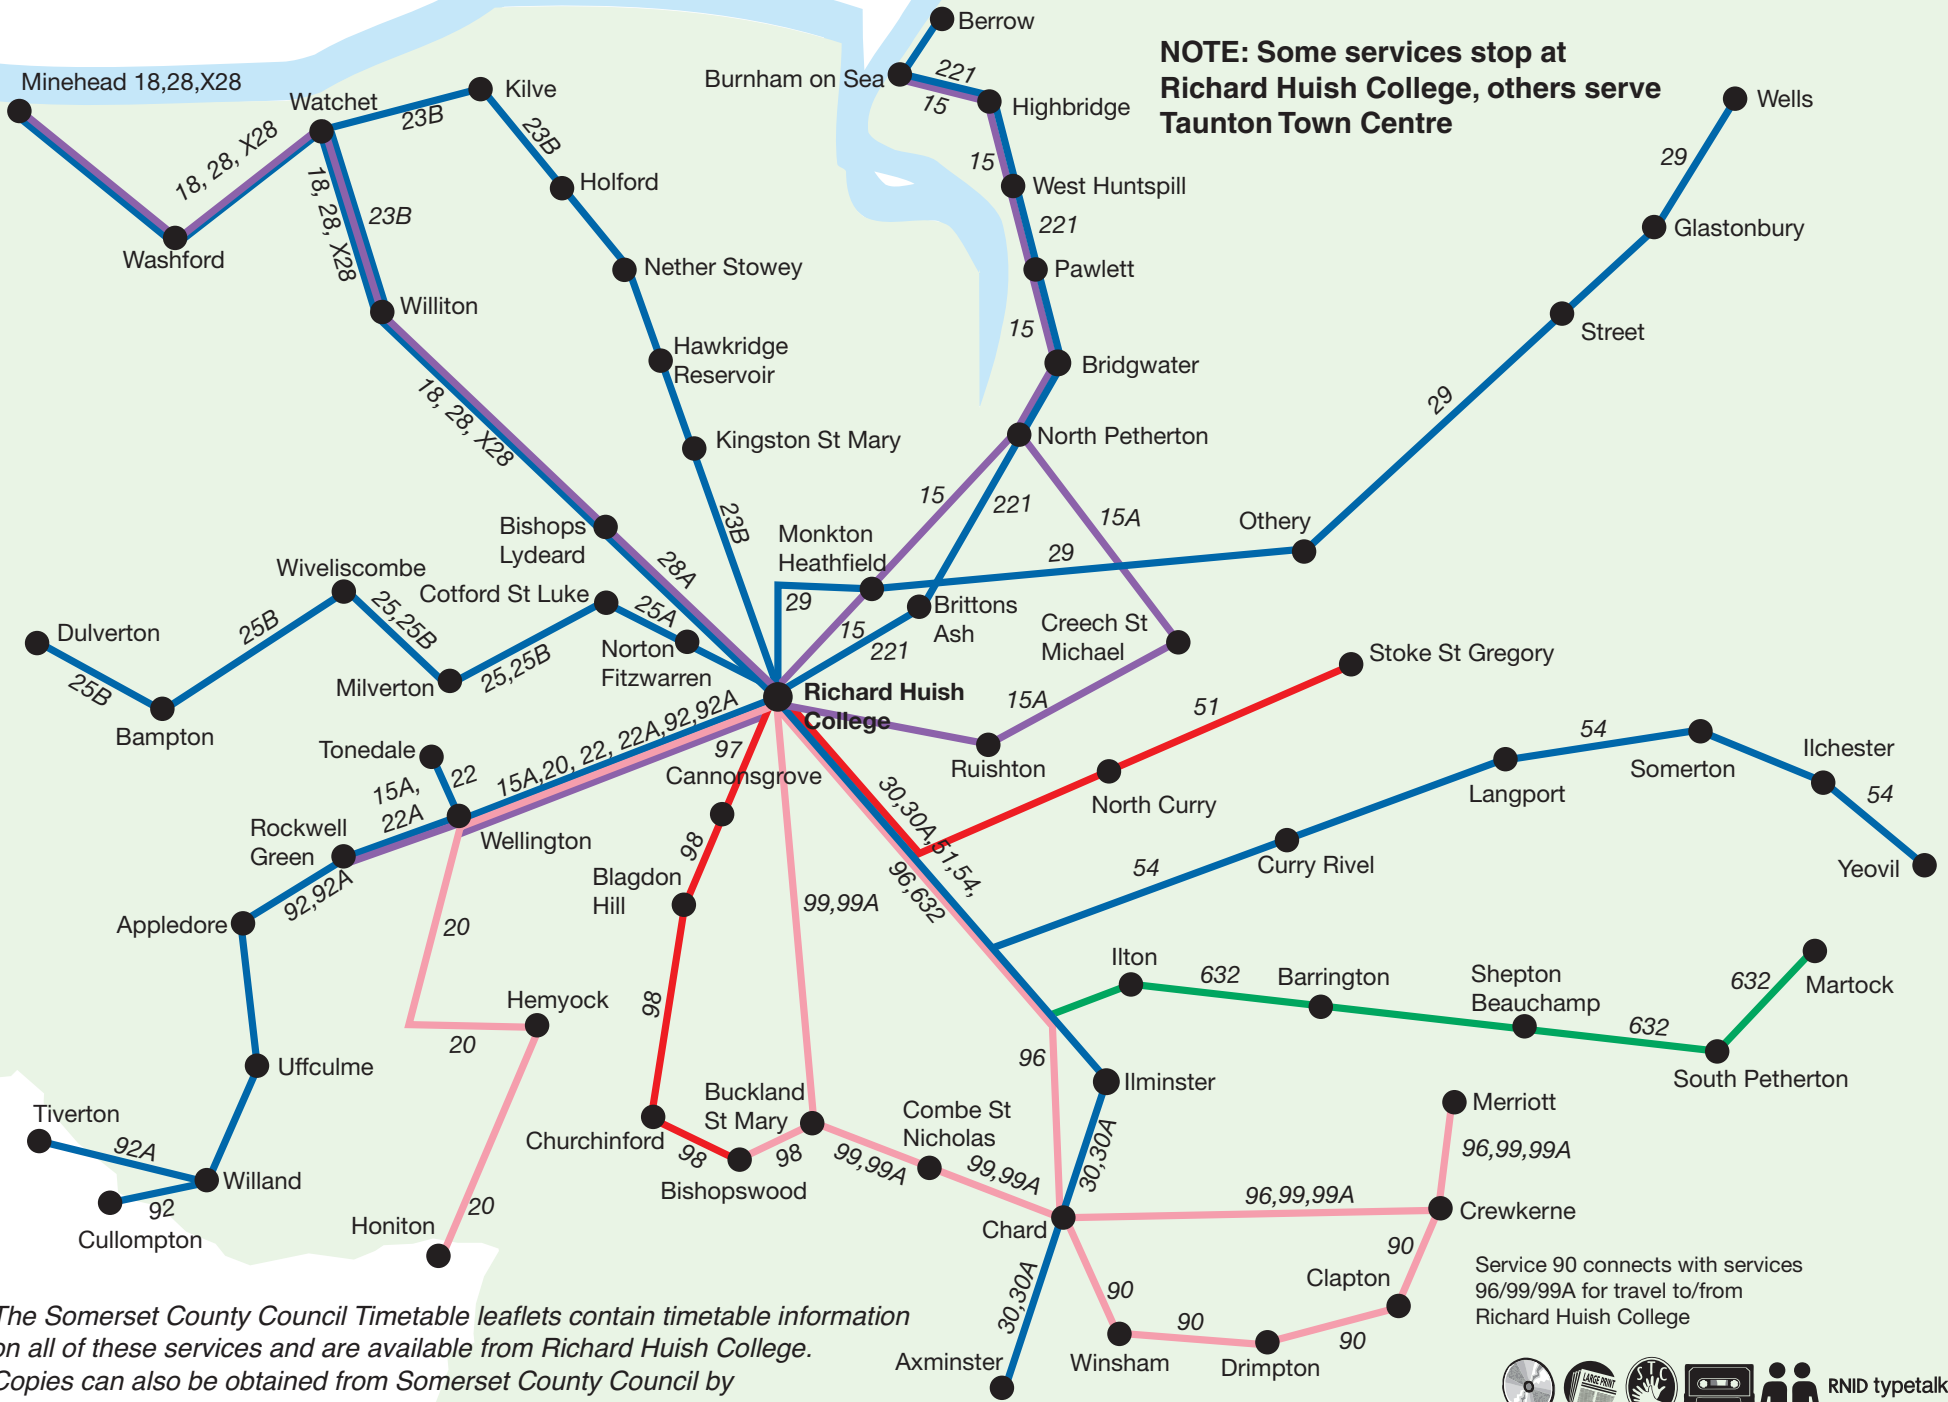 Berrow
NOTE: Some services stop at
Richard Huish College, others serve
Taunton Town Centre
Minehead 18,28,X28
Burnham on Sea
221
15
Highbridge
Watchet
Kilve
23B
23B
Wells
18, 28, X28
15
29
West Huntspill
Holford
18, 28, X28
23B
221
Glastonbury
Washford
Nether Stowey
Pawlett
Williton
15
Street
Hawkridge
Reservoir
Bridgwater
18, 28, X28
29
Kingston St Mary
North Petherton
23B
15
221
15A
Othery
Bishops
Lydeard
Monkton
Heathfield
29
28A
Wiveliscombe
Cotford St Luke
25,25B
25A
29
Brittons
Ash
25B
Dulverton
15
221
Creech St
Michael
Norton
Fitzwarren
Stoke St Gregory
25B
Milverton
25,25B
Richard Huish
College
15A
51
Bampton
Tonedale
15A,20, 22, 22A,92,92A
97
Cannonsgrove
Ruishton
54
Somerton
Ilchester
15A,
22A
22
30,30A,51,54,
96,632
North Curry
Langport
54
Rockwell
Green
Wellington
98
Curry Rivel
Yeovil
92,92A
Blagdon
Hill
99,99A
54
Appledore
20
Ilton
632
Barrington
Shepton
Beauchamp
632
Martock
Hemyock
98
632
20
96
Uffculme
Ilminster
South Petherton
Tiverton
Buckland
St Mary
Combe St
Nicholas
Merriott
92A
Churchinford
98
98
99,99A
99,99A
30,30A
96,99,99A
Willand
Bishopswood
96,99,99A
92
Cullompton
20
Honiton
Chard
Crewkerne
90
Clapton
Service 90 connects with services
96/99/99A for travel to/from
Richard Huish College
30,30A
90
90
90
The Somerset County Council Timetable leaflets contain timetable information
on all of these services and are available from Richard Huish College.
Copies can also be obtained from Somerset County Council by
Axminster
Winsham
Drimpton
LARGE PRINT
STC
RNID typetalk